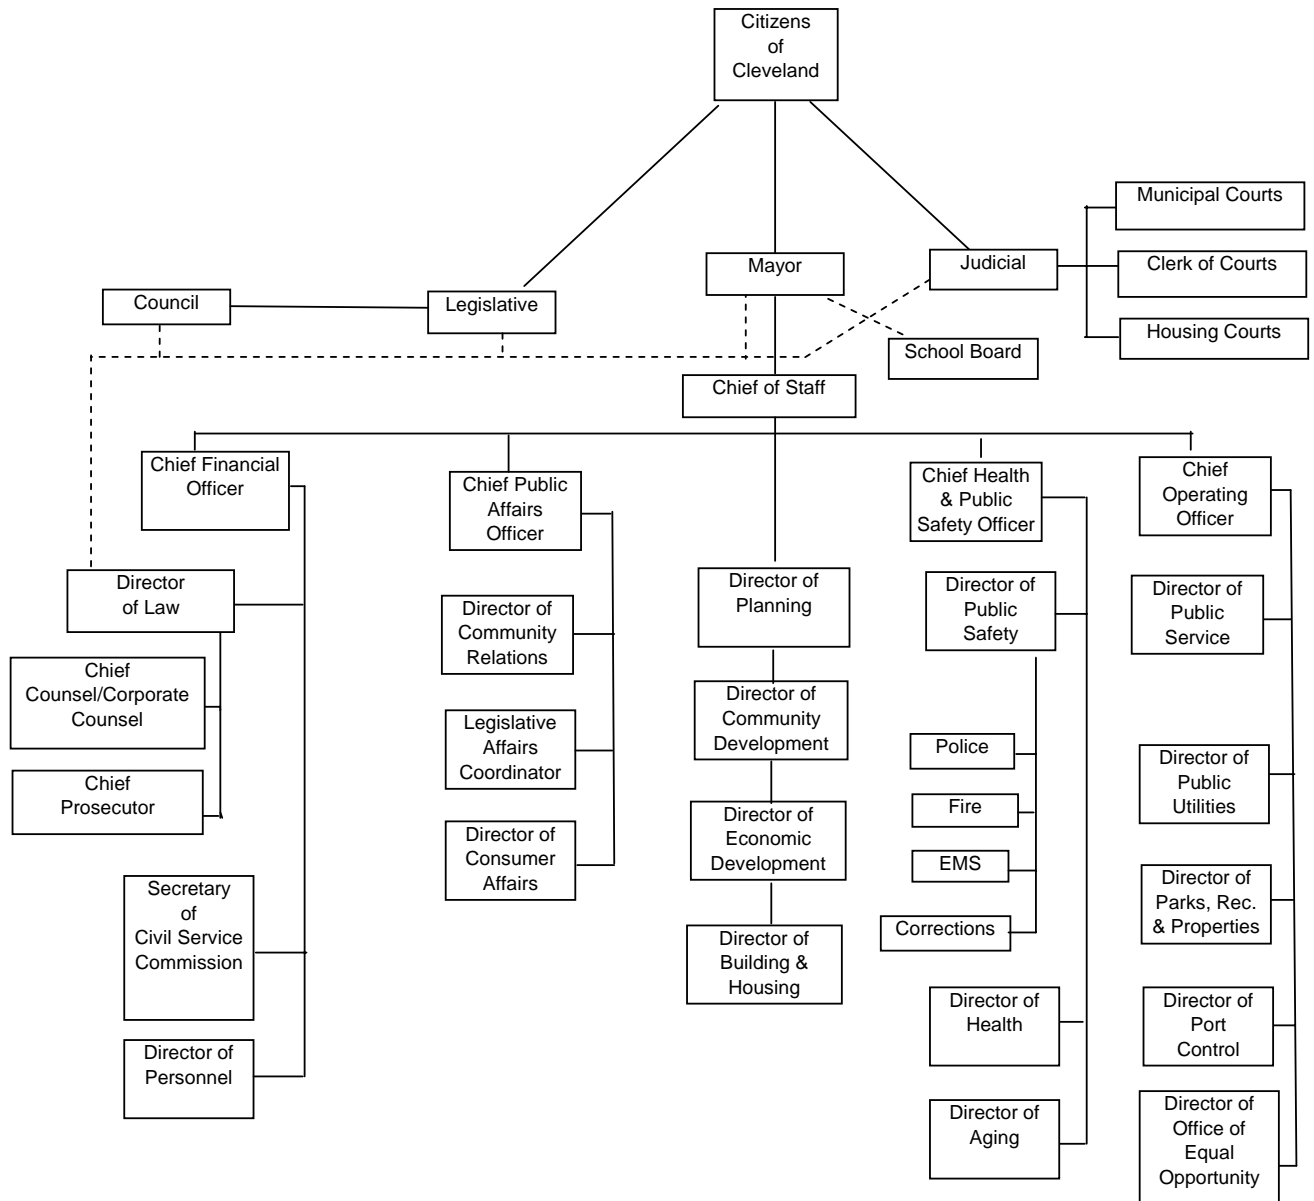 Citizens
of
Cleveland
Municipal Courts
Mayor
Judicial
Clerk of Courts
Council
Legislative
Housing Courts
School Board
Chief of Staff
Chief Financial
Officer
Chief Public
Affairs
Officer
Chief Health
& Public
Safety Officer
Chief
Operating
Officer
Director
of Law
Chief
Counsel/Corporate
Counsel
Chief
Prosecutor
Secretary
of
Civil Service
Commission
Director of
Personnel
Director of
Community
Relations
Legislative
Affairs
Coordinator
Director of
Consumer
Affairs
Director of
Planning
Director of
Community
Development
Director of
Economic
Development
Director of
Building &
Housing
Director of
Public
Safety
Police
Fire
EMS
Corrections
Director of
Health
Director of
Aging
Director of
Public
Service
Director of
Public
Utilities
Director of
Parks, Rec.
& Properties
Director of
Port
Control
Director of
Office of
Equal
Opportunity